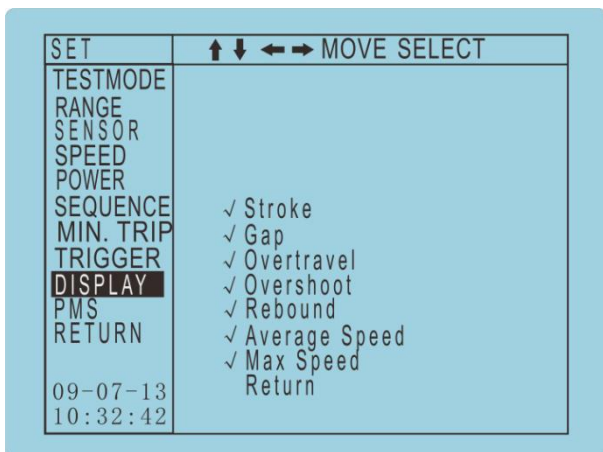 SET
↑ ↓ ← → MOVE SELECT
TESTMODE
RANGE
SENSOR
SPEED
POWER
SEQUENCE
MIN. TRIP
TRIGGER
DISPLAY
PMS
RETURN
09-07-13
10:32:42
√ Stroke
√ Gap
√ Overtravel
√ Overshoot
√ Rebound
√ Average Speed
√ Max Speed
Return